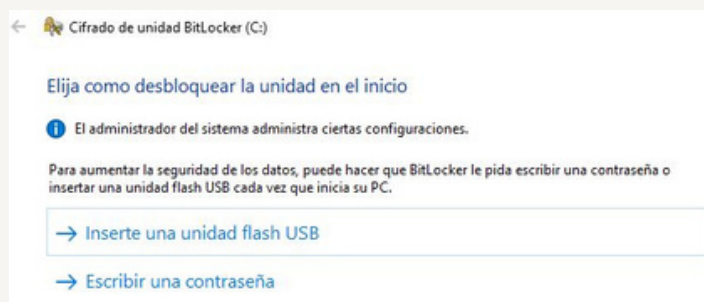 Cifrado de unidad BitLocker (C:)
Elija como desbloquear la unidad en el inicio
El administrador del sistema administra ciertas configuraciones.
Para aumentar la seguridad de los datos, puede hacer que BitLocker le pida escribir una contraseña o
insertar una unidad flash USB cada vez que inicia su PC.
Inserte una unidad flash USB
Escribir una contraseña